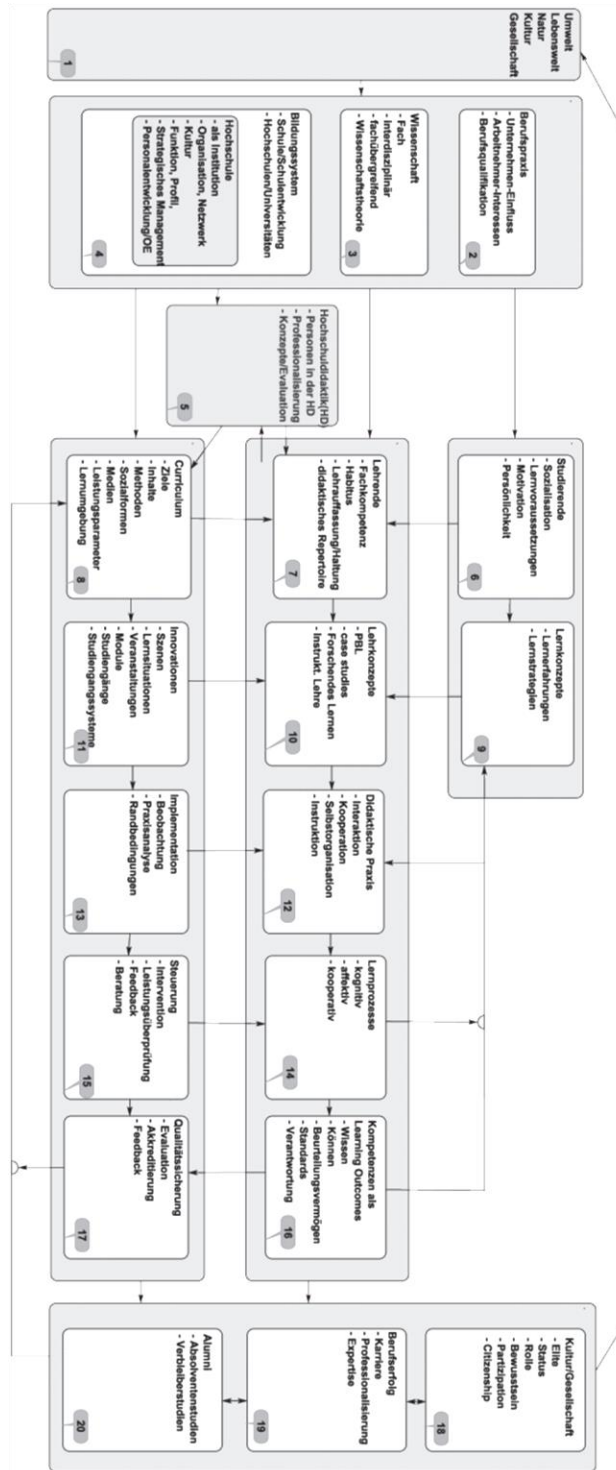 Umwelt
Lebenswelt
Natur
Kultur
Gesellschaft
1
Berufspraxis
- Unternehmen-Einfluss
- Arbeitnehmer-Interessen
- Berufsqualifikation
2
Wissenschaft
- Fach
- interdisziplinär
- fachübergreifend
- Wissenschaftstheorie
3
Bildungssystem
- Schule/Schulentwicklung
- Hochschulen/Universitäten
Hochschule
- als Institution
- Organisation, Netzwerk
- Kultur
- Funktion, Profil,
- Strategisches Management
- Personalentwicklung/OE
4
Hochschuldidaktik(HD)
- Personen in der HD
- Professionalisierung
- Konzepte/Evaluation
5
Studierende
- Sozialisation
- Lernvoraussetzungen
- Motivation
- Persönlichkeit
6
Lehrende
- Fachkompetenz
- Habitus
- Lehrauffassung/Haltung
- didaktisches Repertoire
7
Curriculum
- Ziele
- Inhalte
- Methoden
- Sozialformen
- Medien
- Leistungsparameter
- Lernumgebung
8
Lernkonzepte
- Lernerfahrungen
- Lernstrategien
9
Lehrkonzepte
- PBL
- case studies
- Forschendes Lernen
- Instrukt. Lehre
10
Innovationen
- Szenen
- Lernsituationen
- Veranstaltungen
- Module
- Studiengänge
- Studiengangssysteme
11
Didaktische Praxis
- Interaktion
- Kooperation
- Selbstorganisation
- Instruktion
12
Implementation
- Beobachtung
- Praxisanalyse
- Randbedingungen
13
Lernprozesse
- kognitiv
- affektiv
- kooperativ
14
Steuerung
- Intervention
- Leistungsüberprüfung
- Feedback
- Beratung
15
Kompetenzen als
Learning Outcomes
- Wissen
- Können
- Beurteilungsvermögen
- Standards
- Verantwortung
16
Qualitätssicherung
- Evaluation
- Akkreditierung
- Feedback
17
Kultur/Gesellschaft
- Elite
- Status
- Rolle
- Bewusstsein
- Partizipation
- Citizenship
18
Berufserfolg
- Karriere
- Professionalisierung
- Expertise
19
Alumni
- Absolventenstudien
- Verbleiberstudien
20